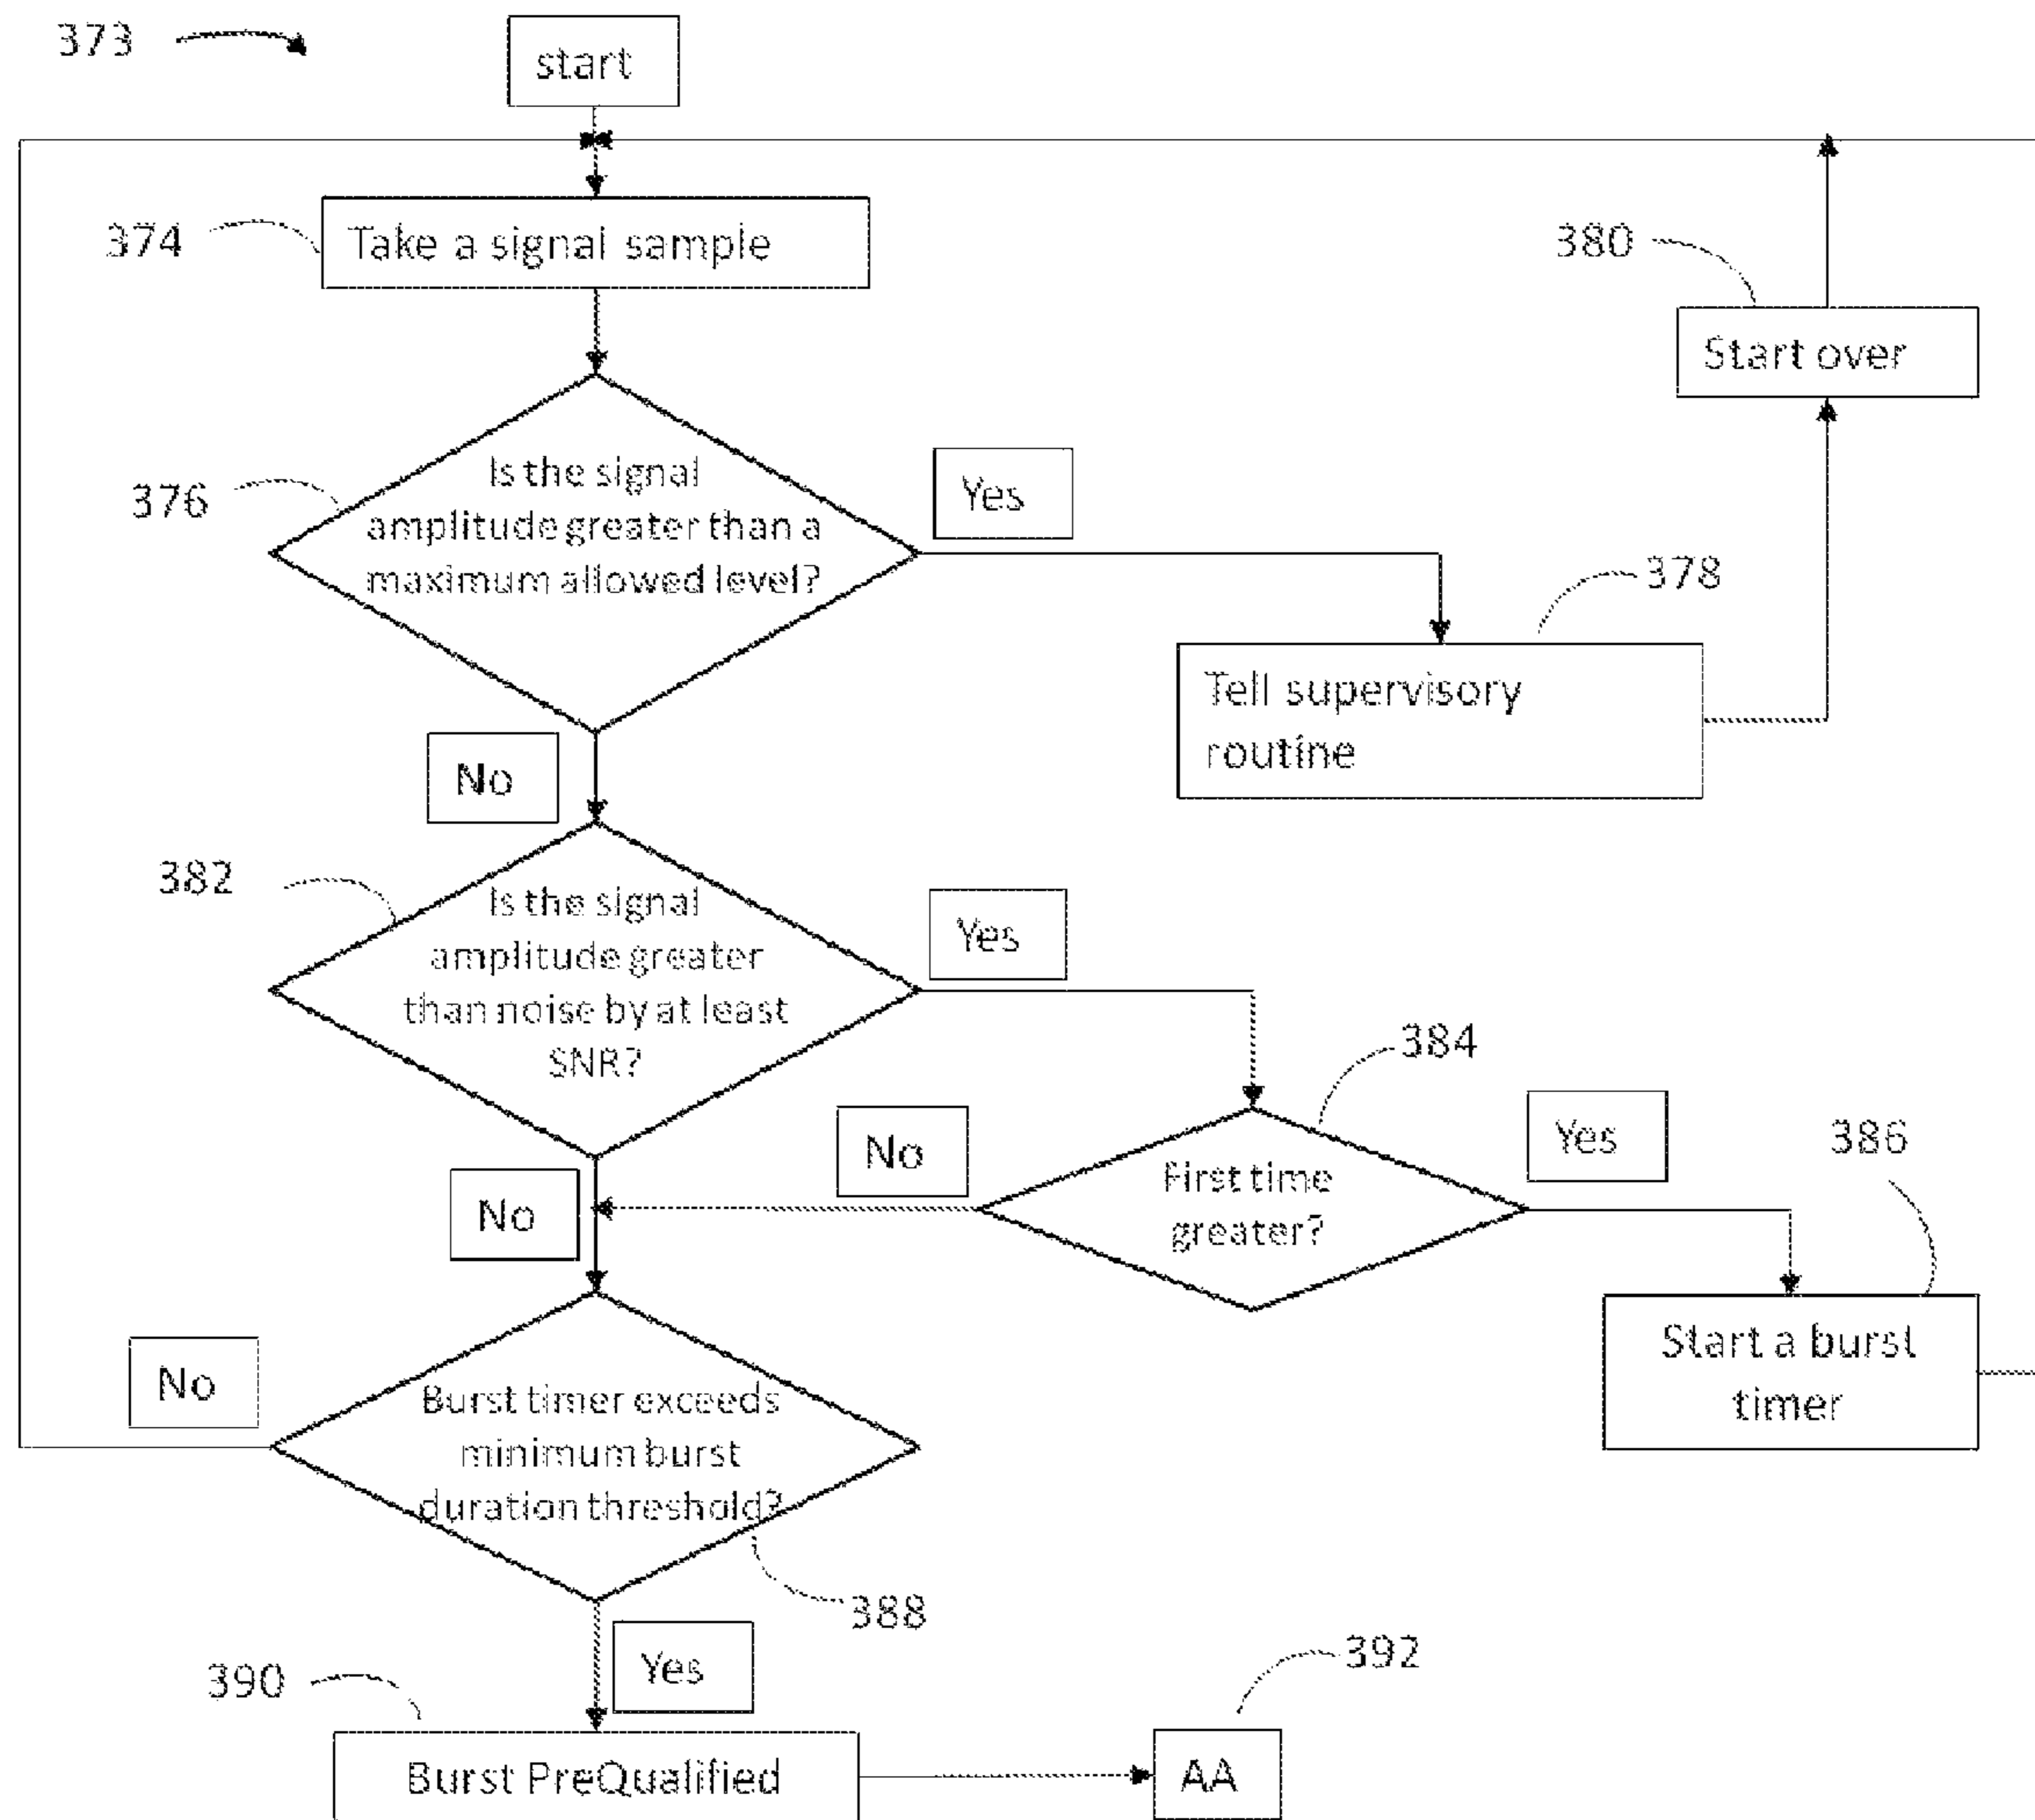 373
start
374
Take a signal sample
380
Start over
376
Is the signal
amplitude greater than a
maximum allowed level?
Yes
378
Tell supervisory
routine
No
382
Is the signal
amplitude greater
than noise by at least
SNR?
Yes
384
No
First time
greater?
Yes
386
No
Start a burst
timer
No
Burst timer exceeds
minimum burst
duration threshold?
388
Yes
390
392
Burst PreQualified
AA